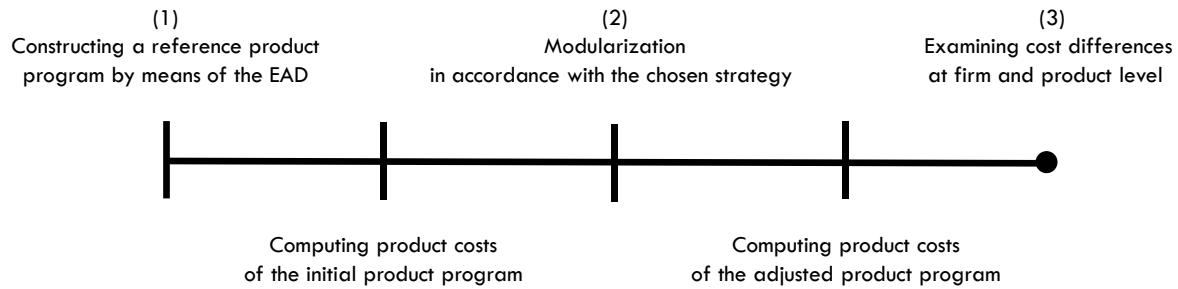 (1)
Constructing a reference product
program by means of the EAD
(2)
Modularization
in accordance with the chosen strategy
(3)
Examining cost differences
at firm and product level
Computing product costs
of the initial product program
Computing product costs
of the adjusted product program